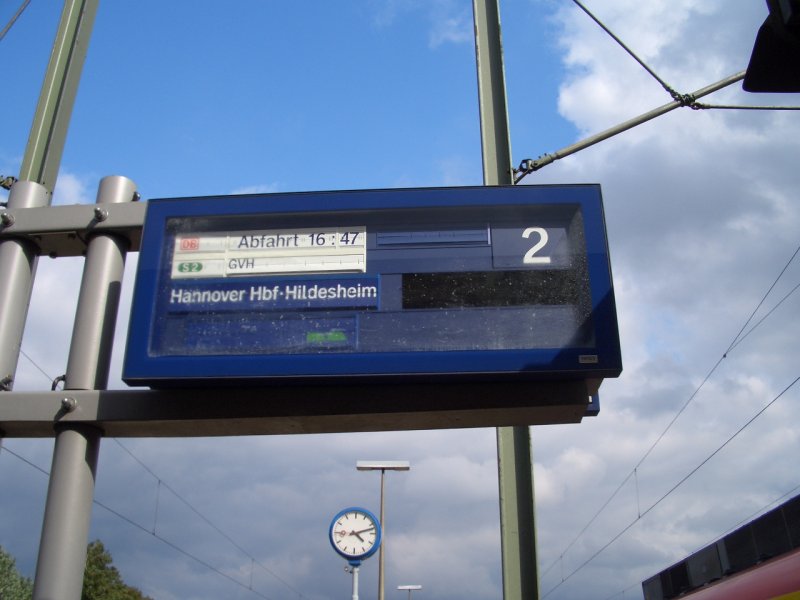 DB Abfahrt 16:47
2
S2 GVH
Hannover Hbf·Hildesheim